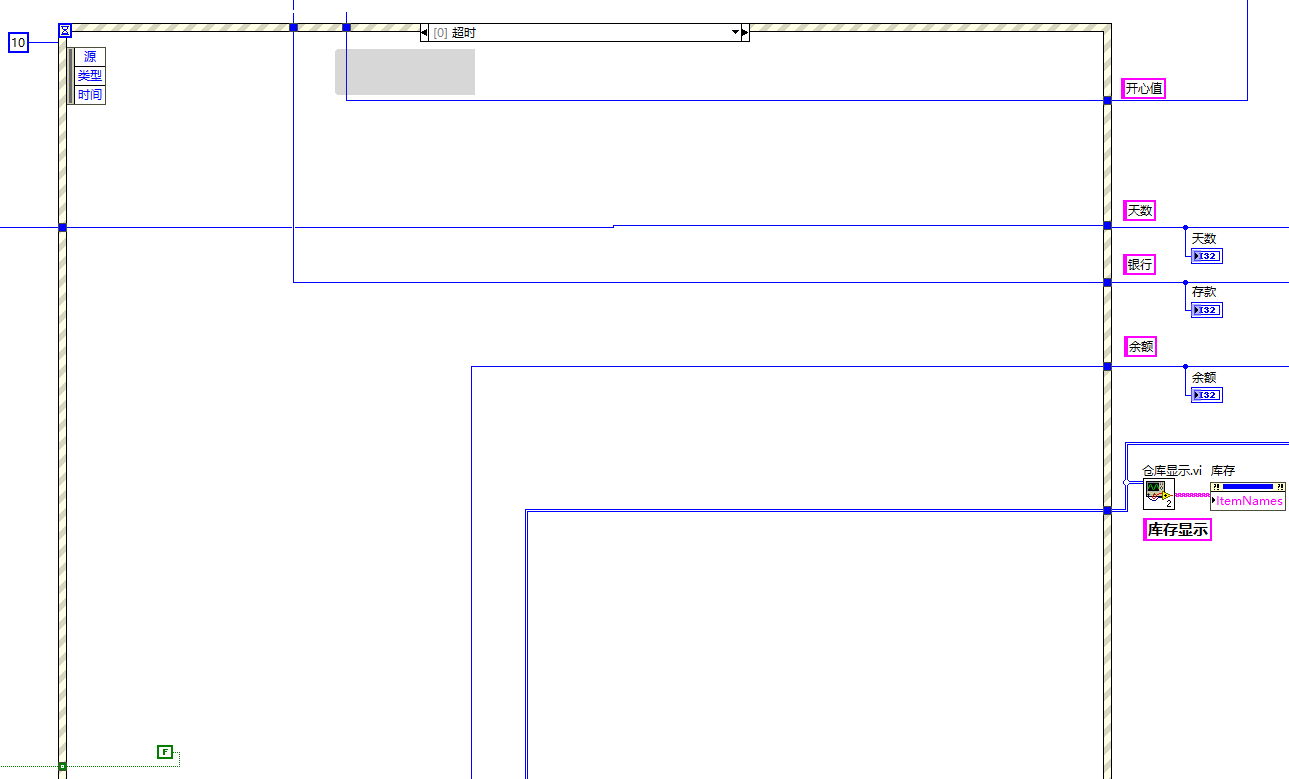 [0] 超时
10
源
类型
时间
开心值
天数
天数
I32
银行
存款
I32
余额
余额
I32
仓库显示.vi
库存
?!
?!
2
ItemNames
库存显示
F